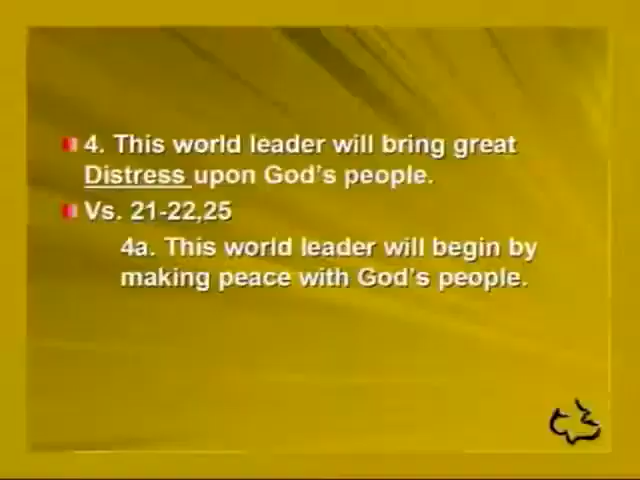 4. This world leader will bring great
Distress upon God's people.
Vs. 21-22,25
4a. This world leader will begin by
making peace with God's people.